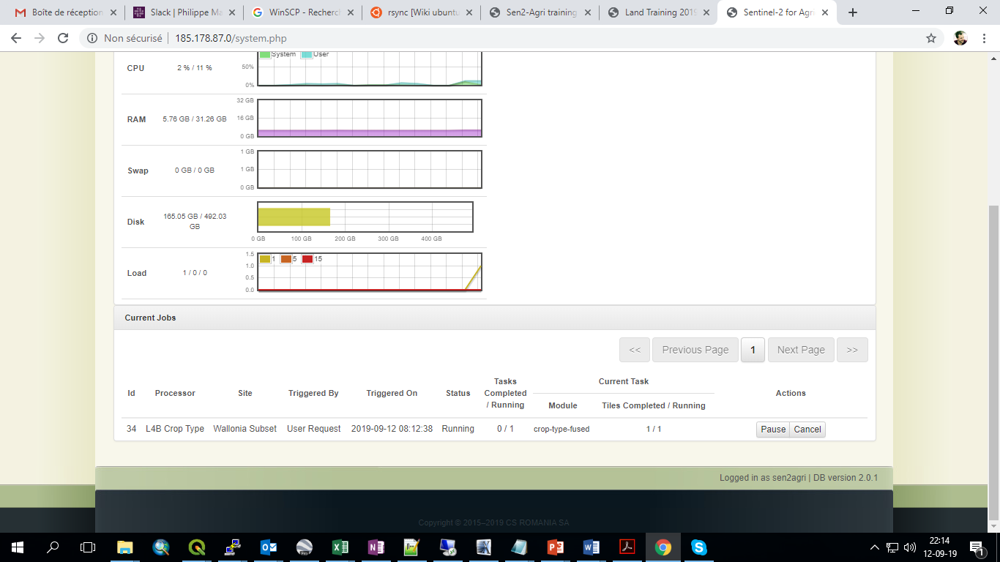 Boîte de réception
Slack | Philippe Ma
WinSCP - Recherc
rsync [Wiki ubuntu
Sen2-Agri training
Land Training 2019
Sentinel-2 for Agr
Non sécurisé
185.178.87.0/system.php
System User
CPU 2 % / 11 %
50%
0%
RAM 5.76 GB / 31.26 GB
32 GB
16 GB
0 GB
Swap 0 GB / 0 GB
1 GB
1 GB
0 GB
Disk 165.05 GB / 492.03
GB
0 GB 100 GB 200 GB 300 GB 400 GB
Load 1 / 0 / 0
1.5
1.0
0.5
0.0
1 5 15
Current Jobs
<< Previous Page 1 Next Page >>
Id Processor Site Triggered By Triggered On Status Tasks Completed / Running Current Task Actions
Module Tiles Completed / Running
34 L4B Crop Type Wallonia Subset User Request 2019-09-12 08:12:38 Running 0 / 1 crop-type-fused 1 / 1 Pause Cancel
Logged in as sen2agri | DB version 2.0.1
Copyright © 2015–2019 CS ROMANIA SA
22:14
12-09-19
1